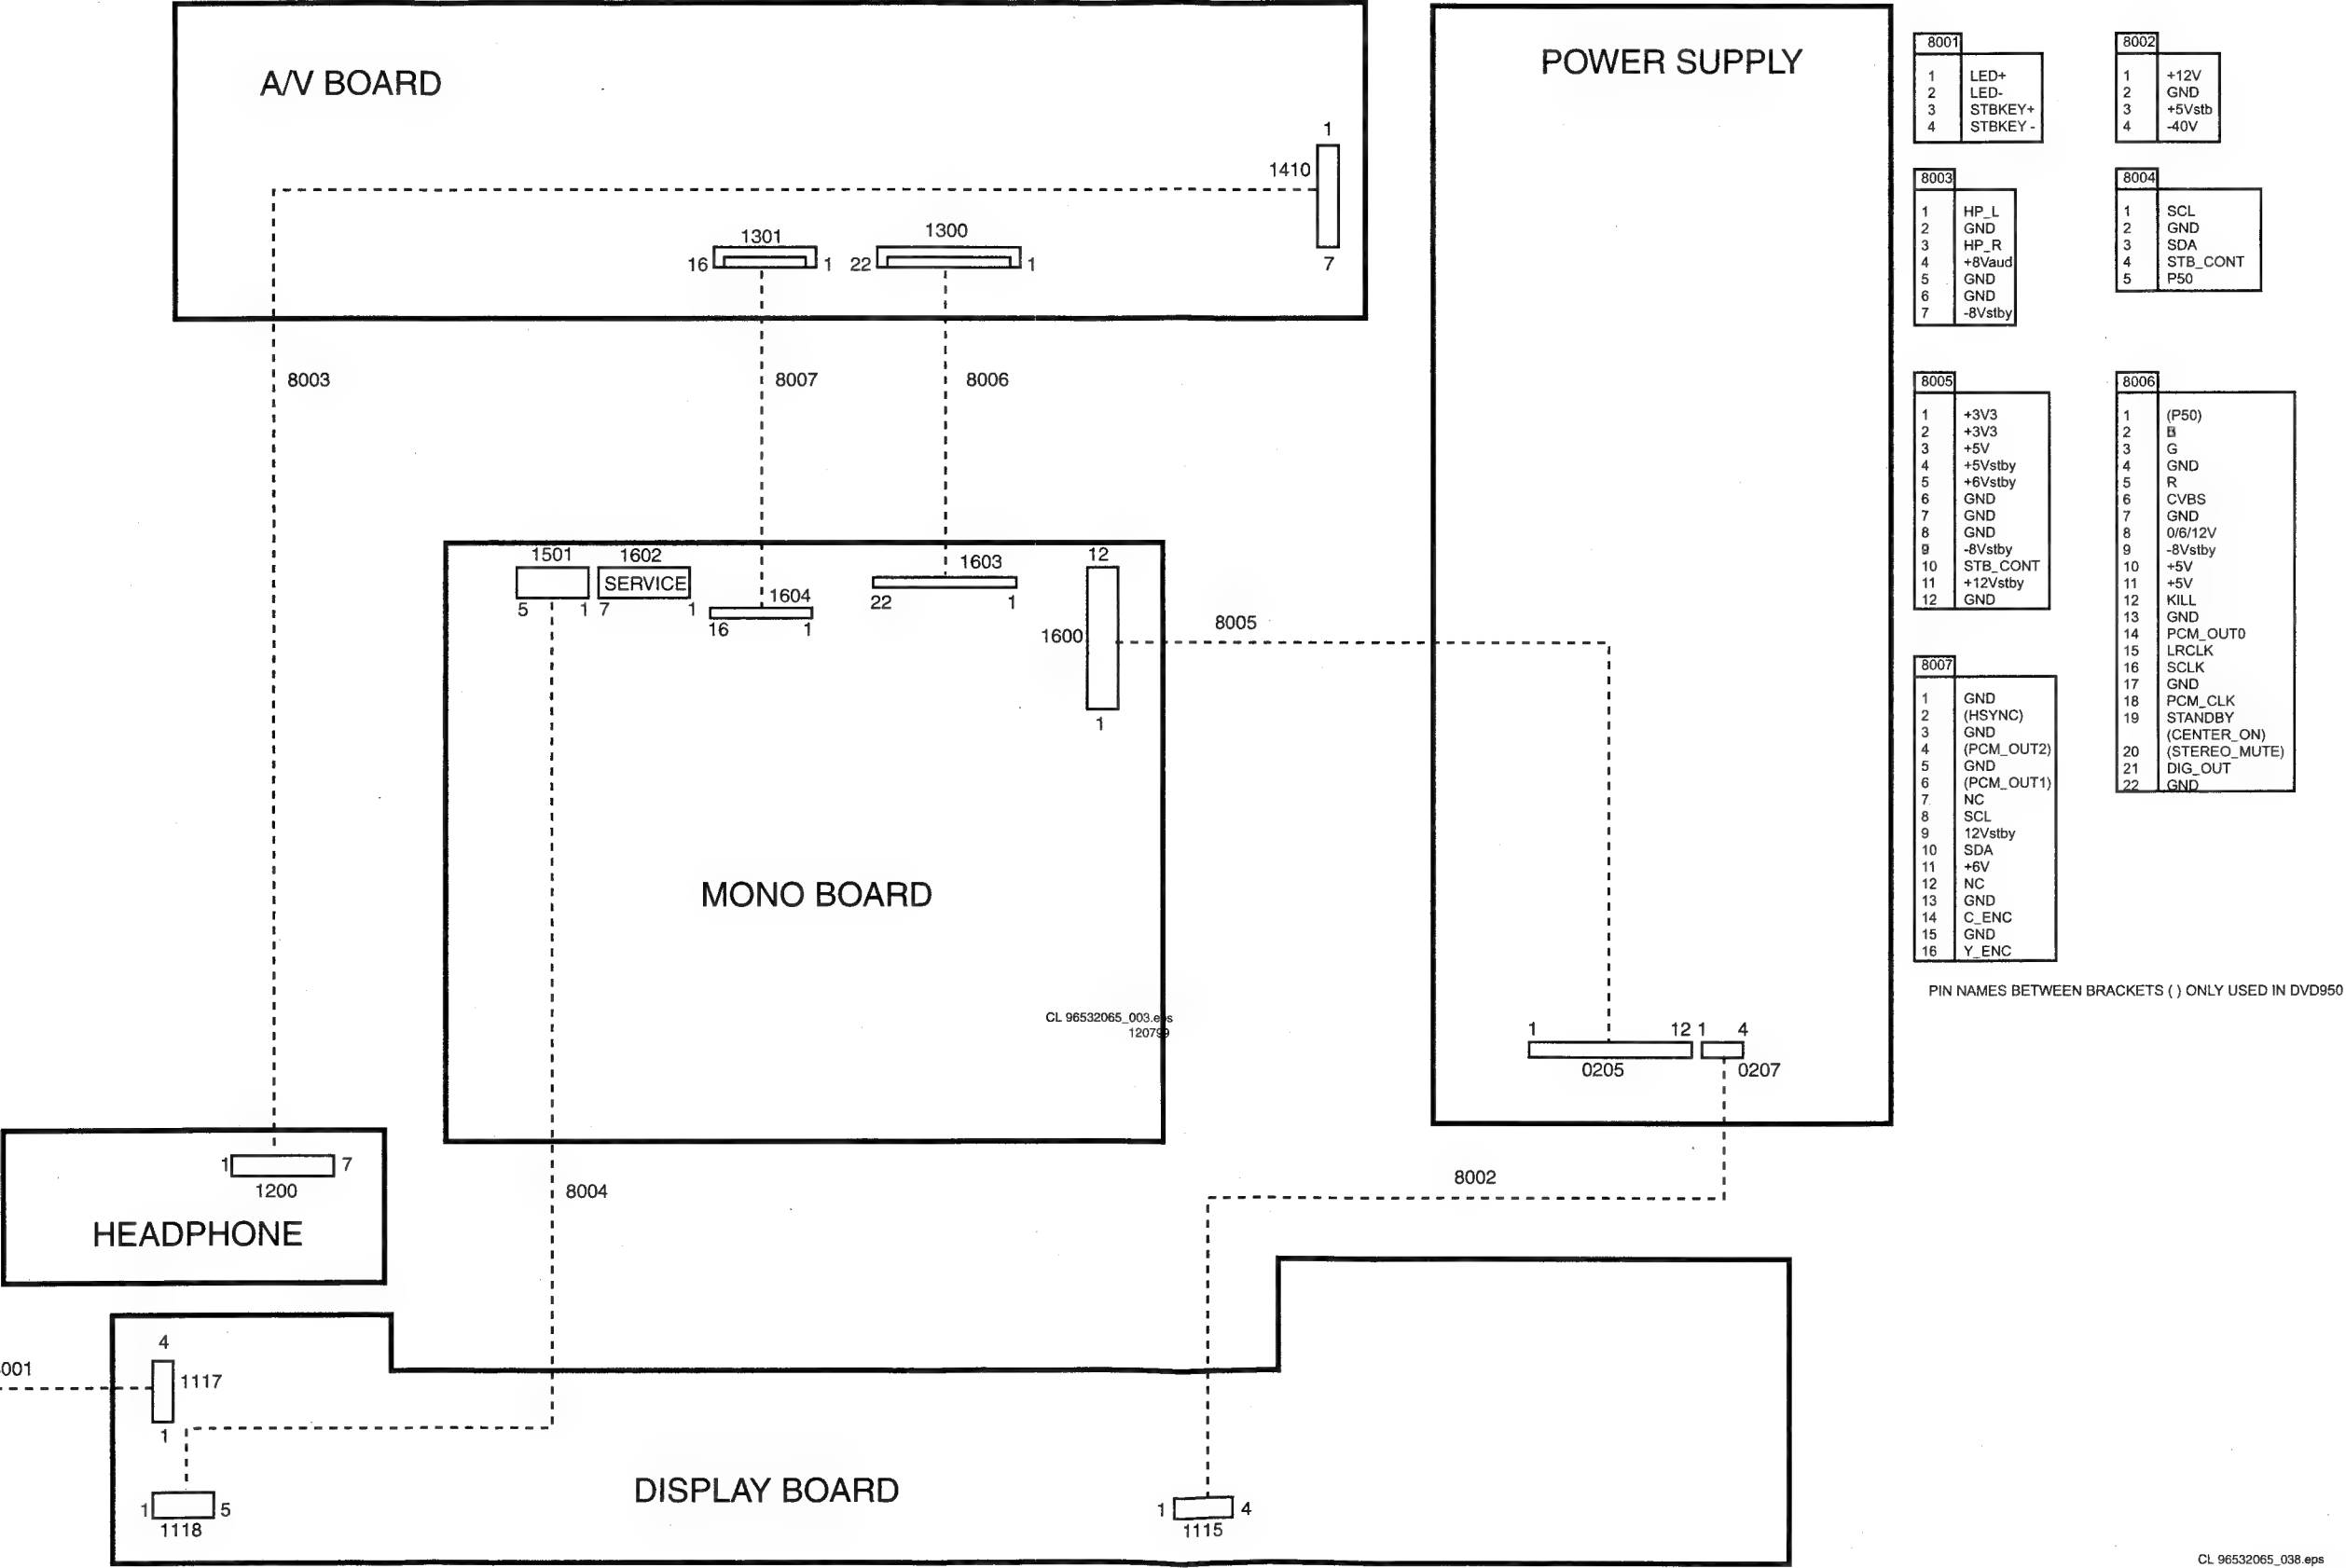 A/V BOARD
1
1410
7
1301
16 1
1300
22 1
8003
8007
8006
POWER SUPPLY
1501
5 1
1602
SERVICE
7 1
1604
16 1
1603
22 1
12
1600
1
8005
MONO BOARD
CL 96532065_003.eps
120799
1 12 1 4
0205
0207
1 7
1200
HEADPHONE
8004
8002
4
1117
1
001
1 5
1118
DISPLAY BOARD
1 4
1115
8001
1 LED+
2 LED-
3 STBKEY+
4 STBKEY -
8002
1 +12V
2 GND
3 +5Vstb
4 -40V
8003
1 HP_L
2 GND
3 HP_R
4 +8Vaud
5 GND
6 GND
7 -8Vstby
8004
1 SCL
2 GND
3 SDA
4 STB_CONT
5 P50
8005
1 +3V3
2 +3V3
3 +5V
4 +5Vstby
5 +6Vstby
6 GND
7 GND
8 GND
9 -8Vstby
10 STB_CONT
11 +12Vstby
12 GND
8006
1 (P50)
2 B
3 G
4 GND
5 R
6 CVBS
7 GND
8 0/6/12V
9 -8Vstby
10 +5V
11 +5V
12 KILL
13 GND
14 PCM_OUT0
15 LRCLK
16 SCLK
17 GND
18 PCM_CLK
19 STANDBY
(CENTER_ON)
20 (STEREO_MUTE)
21 DIG_OUT
22 GND
8007
1 GND
2 (HSYNC)
3 GND
4 (PCM_OUT2)
5 GND
6 (PCM_OUT1)
7 NC
8 SCL
9 12Vstby
10 SDA
11 +6V
12 NC
13 GND
14 C_ENC
15 GND
16 Y_ENC
PIN NAMES BETWEEN BRACKETS ( ) ONLY USED IN DVD950
CL 96532065_038.eps